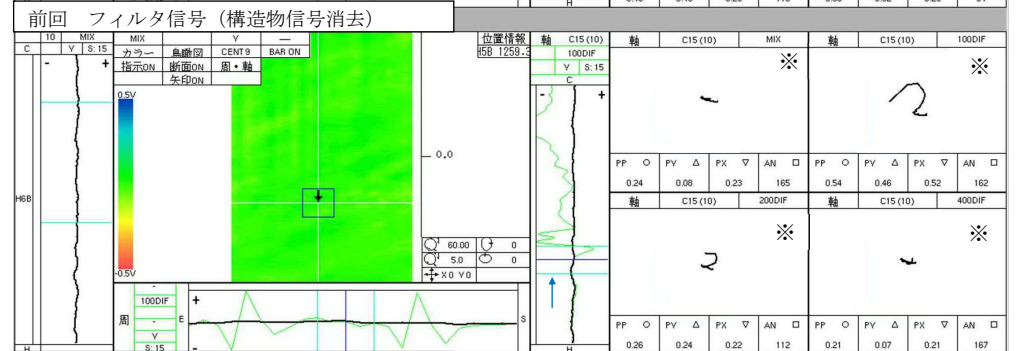 前回 フィルタ信号（構造物信号消去）
10 MIX
C Y S:15
- +
H6B
H
MIX Y —
カラー 鳥瞰図 CENT9 BAR ON
指示ON 断面ON 周・軸
矢印ON
0.5V
-0.5V
0.0
60.00 0
5.0 0
X0 Y0
位置情報
H5B 1259.3
100DIF
周 -
Y
S:15
+
E
-
S
軸 C15(10)
100DIF
Y S:15
C
- +
H
軸 C15(10) MIX
※
PP ○ PY △ PX ▽ AN □
0.24 0.08 0.23 165
軸 C15(10) 100DIF
※
PP ○ PY △ PX ▽ AN □
0.54 0.46 0.52 162
軸 C15(10) 200DIF
※
PP ○ PY △ PX ▽ AN □
0.26 0.24 0.22 112
軸 C15(10) 400DIF
※
PP ○ PY △ PX ▽ AN □
0.21 0.07 0.21 167